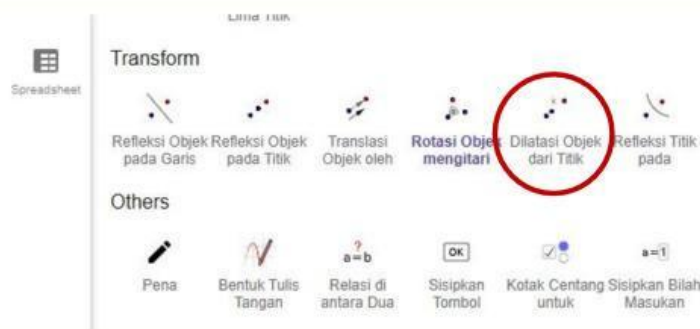 Lima Titik
Spreadsheet
Transform
Refleksi Objek pada Garis
Refleksi Objek pada Titik
Translasi Objek oleh
Rotasi Objek mengitari
Dilatasi Objek dari Titik
Refleksi Titik pada
Others
Pena
Bentuk Tulis Tangan
a=b
?
Relasi di antara Dua
OK
Sisipkan Tombol
Kotak Centang untuk
a=1
Sisipkan Bilah Masukan